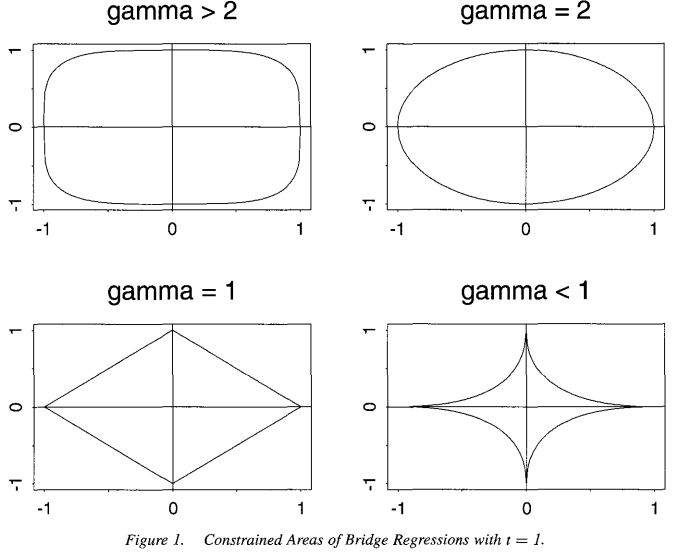 gamma > 2
gamma = 2
1
0
-1
-1 0 1
1
0
-1
-1 0 1
gamma = 1
gamma < 1
1
0
-1
-1 0 1
1
0
-1
-1 0 1
Figure 1. Constrained Areas of Bridge Regressions with t = 1.